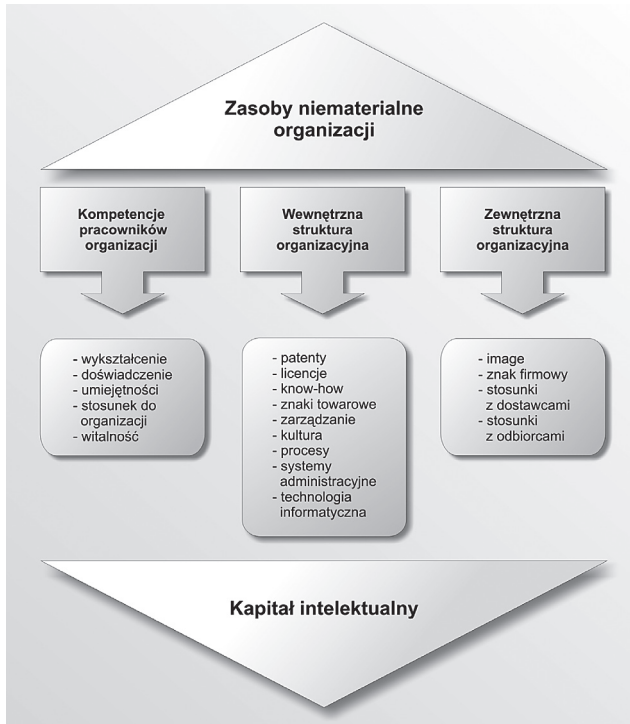 Zasoby niematerialne
organizacji
Kompetencje
pracowników
organizacji
Wewnętrzna
struktura
organizacyjna
Zewnętrzna
struktura
organizacyjna
- wykształcenie
- doświadczenie
- umiejętności
- stosunek do
organizacji
- witalność
- patenty
- licencje
- know-how
- znaki towarowe
- zarządzanie
- kultura
- procesy
- systemy
administracyjne
- technologia
informatyczna
- image
- znak firmowy
- stosunki
z dostawcami
- stosunki
z odbiorcami
Kapitał intelektualny